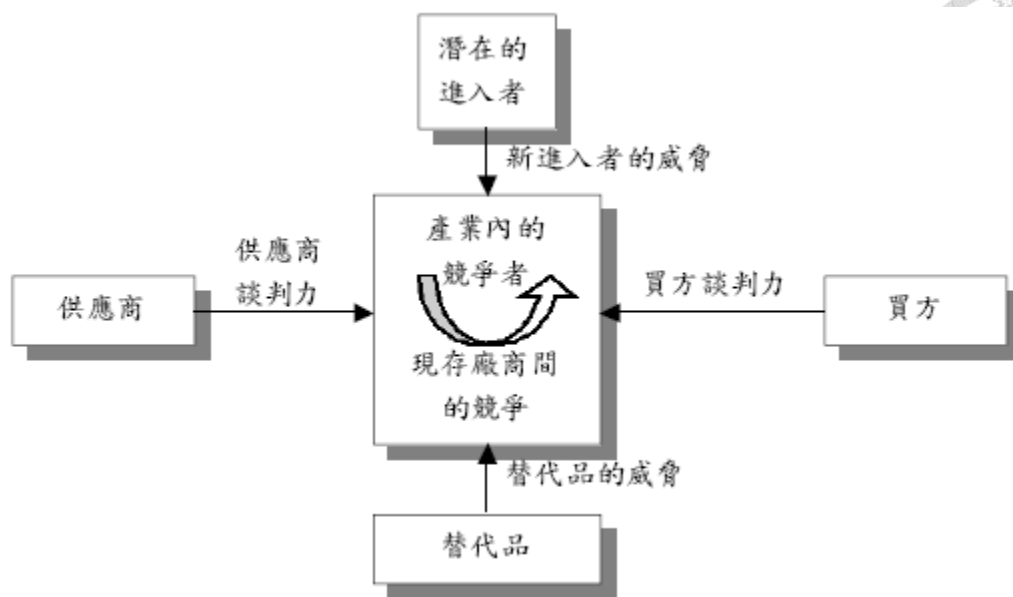 潛在的
進入者
新進入者的威脅
產業內的
競爭者
供應商
談判力
供應商
買方談判力
買方
現存廠商間
的競爭
替代品的威脅
替代品